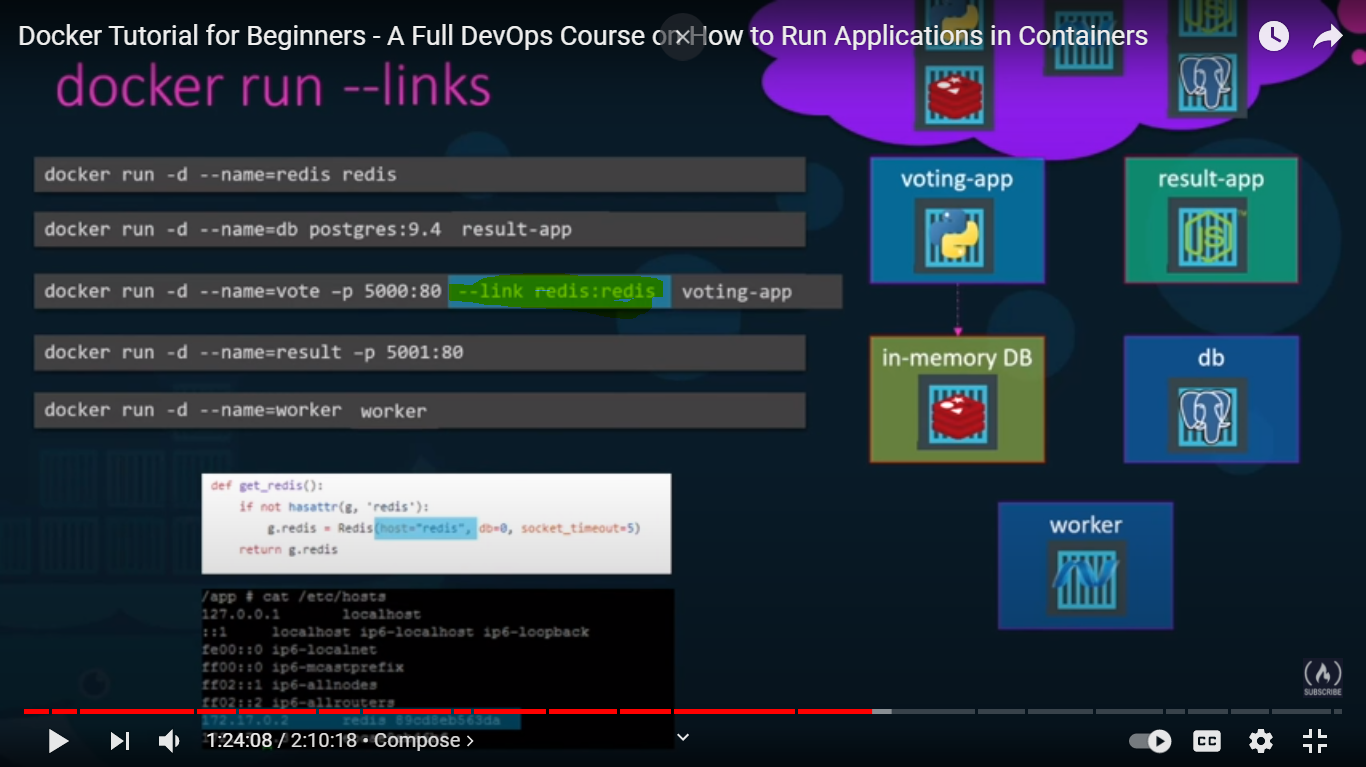 Docker Tutorial for Beginners - A Full DevOps Course on How to Run Applications in Containers
docker run --links
docker run -d --name=redis redis
docker run -d --name=db postgres:9.4 result-app
docker run -d --name=vote –p 5000:80 --link redis:redis voting-app
docker run -d --name=result –p 5001:80
docker run -d --name=worker worker
voting-app
result-app
JS
in-memory DB
db
worker
def get_redis():
if not hasattr(g, 'redis'):
g.redis = Redis(host="redis", db=0, socket_timeout=5)
return g.redis
/app # cat /etc/hosts
127.0.0.1 localhost
::1 localhost ip6-localhost ip6-loopback
fe00::0 ip6-localnet
ff00::0 ip6-mcastprefix
ff02::1 ip6-allnodes
ff02::2 ip6-allrouters
172.17.0.2 redis 89cd8eb563da
SUBSCRIBE
1:24:08 / 2:10:18 • Compose ›
CC